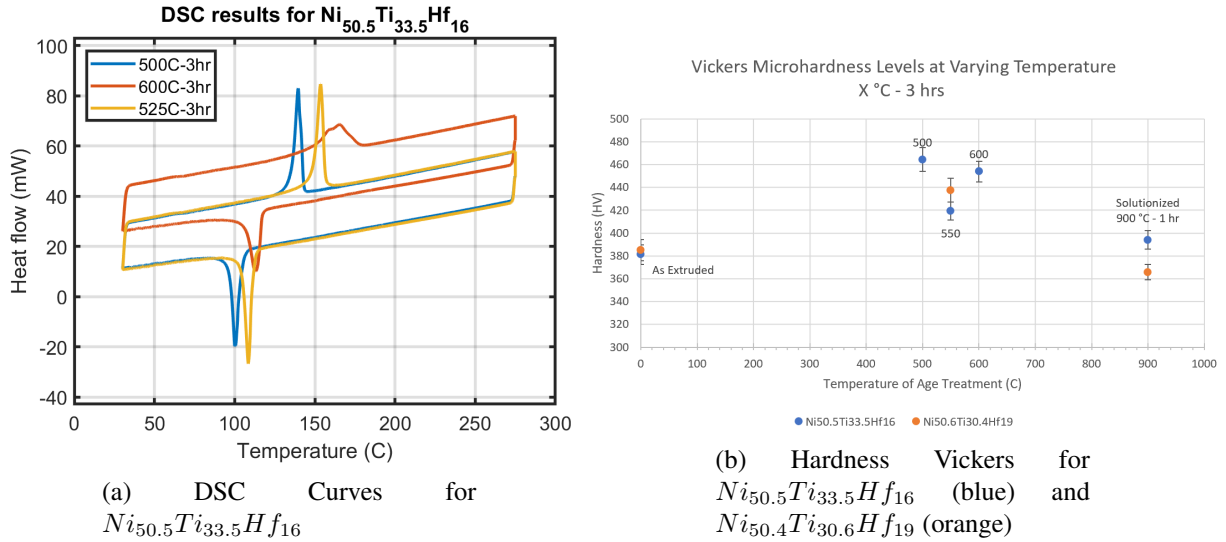 DSC results for Ni50.5Ti33.5Hf16
100
80
60
40
20
0
-20
-40
Heat flow (mW)
500C-3hr
600C-3hr
525C-3hr
0
50
100
150
200
250
300
Temperature (C)
(a) DSC Curves for
Ni50.5Ti33.5Hf16
Vickers Microhardness Levels at Varying Temperature
X °C - 3 hrs
500
480
460
440
420
400
380
360
340
320
300
Hardness (HV)
As Extruded
500
550
600
Solutionized
900 °C - 1 hr
0
100
200
300
400
500
600
700
800
900
1000
Temperature of Age Treatment (C)
Ni50.5Ti33.5Hf16
Ni50.6Ti30.4Hf19
(b) Hardness Vickers for
Ni50.5Ti33.5Hf16 (blue) and
Ni50.4Ti30.6Hf19 (orange)